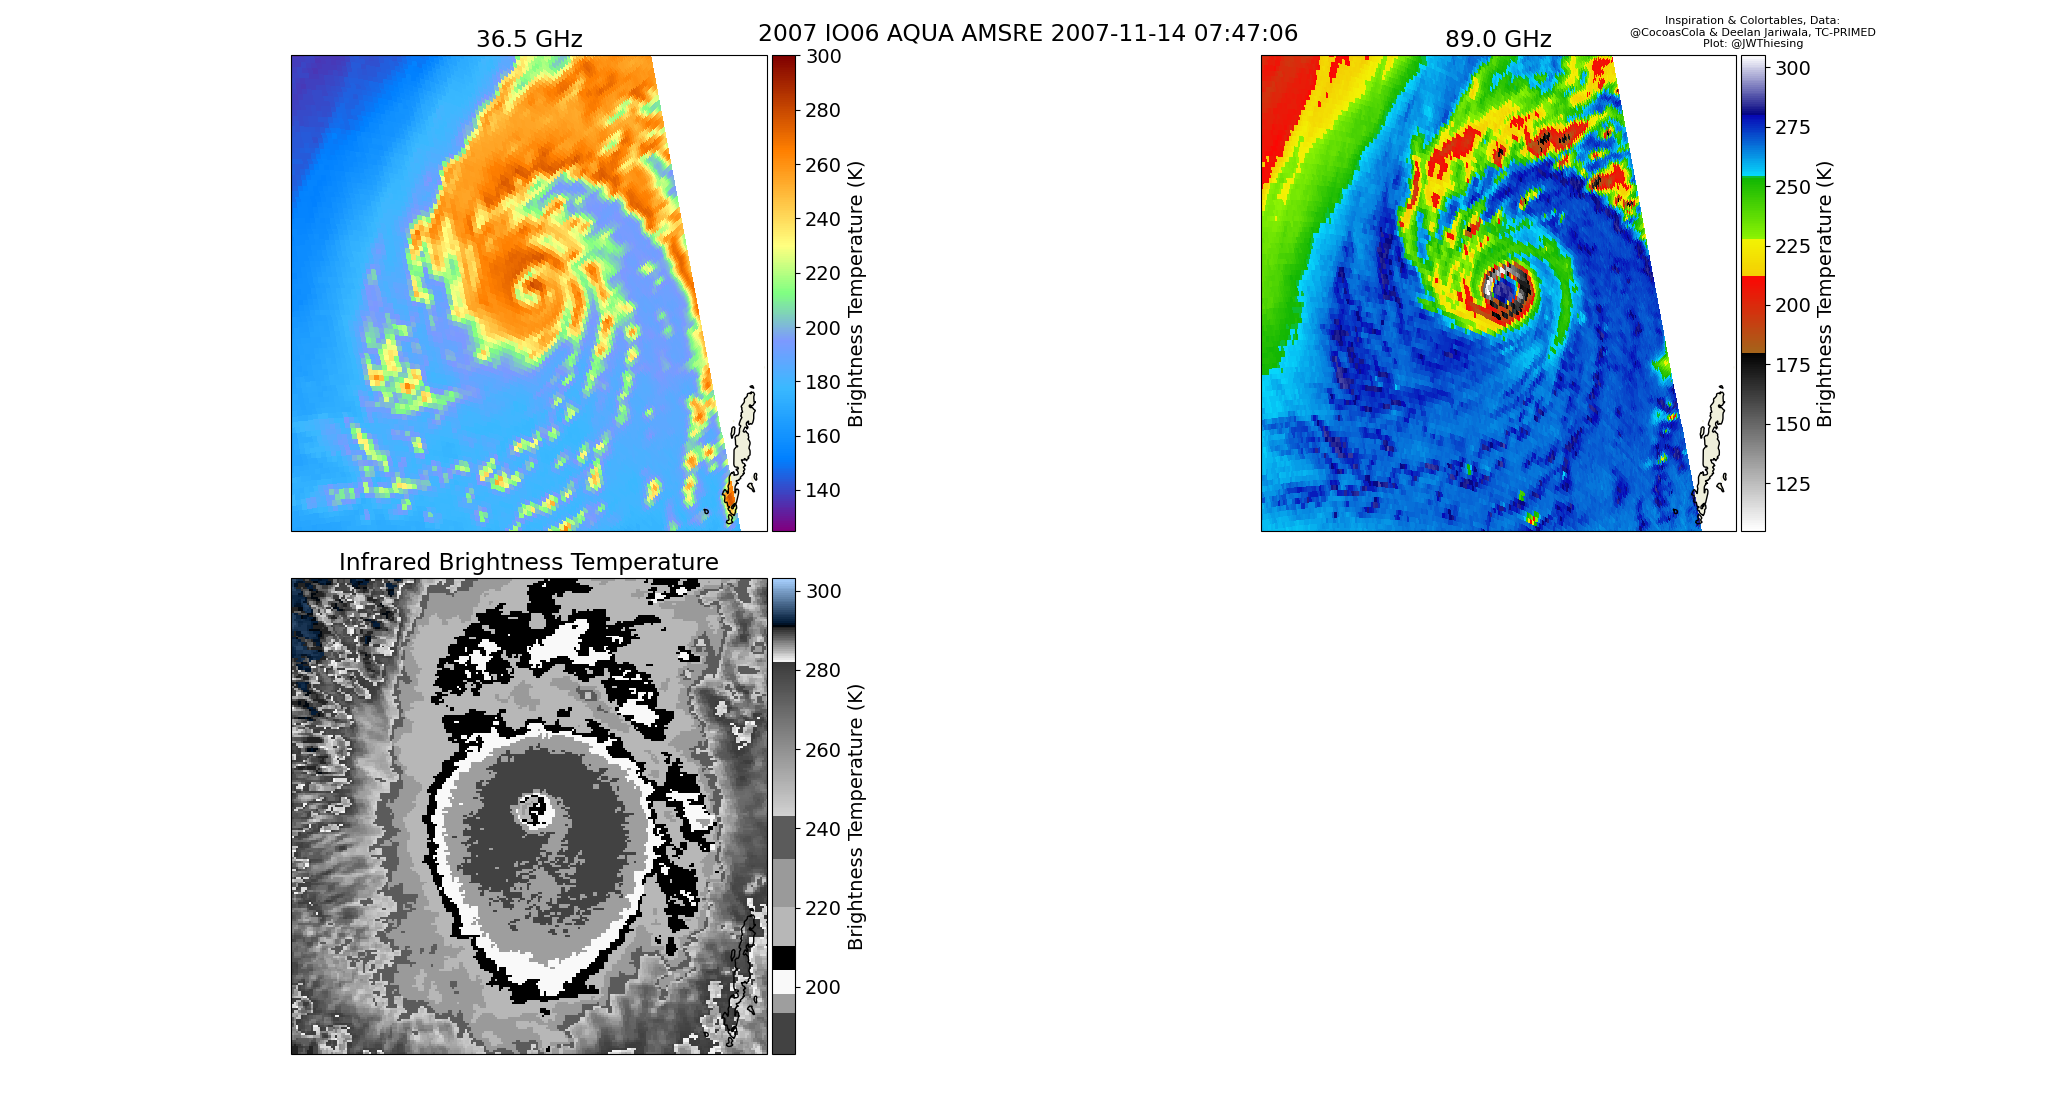 2007 IO06 AQUA AMSRE 2007-11-14 07:47:06
Inspiration & Colortables, Data:
@CocoasCola & Deelan Jariwala, TC-PRIMED
Plot: @JWThiesing
36.5 GHz
300
280
260
240
220
200
180
160
140
Brightness Temperature (K)
89.0 GHz
300
275
250
225
200
175
150
125
Brightness Temperature (K)
Infrared Brightness Temperature
300
280
260
240
220
200
Brightness Temperature (K)